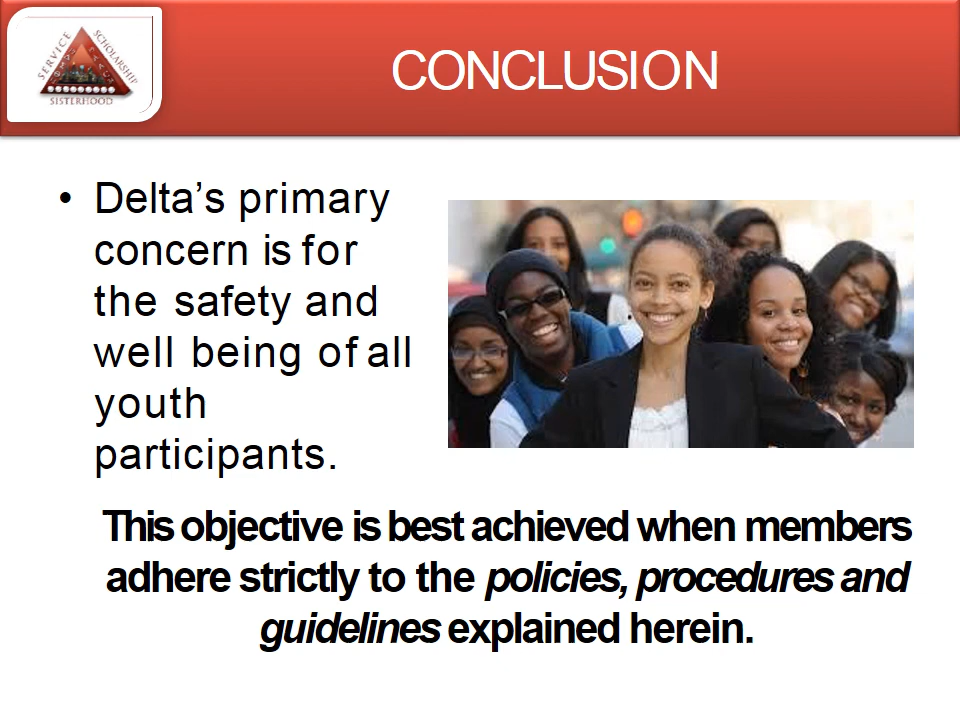 SERVICE
SCHOLARSHIP
SISTERHOOD
CONCLUSION
• Delta’s primary
concern is for
the safety and
well being of all
youth
participants.
This objective is best achieved when members
adhere strictly to the policies, procedures and
guidelines explained herein.